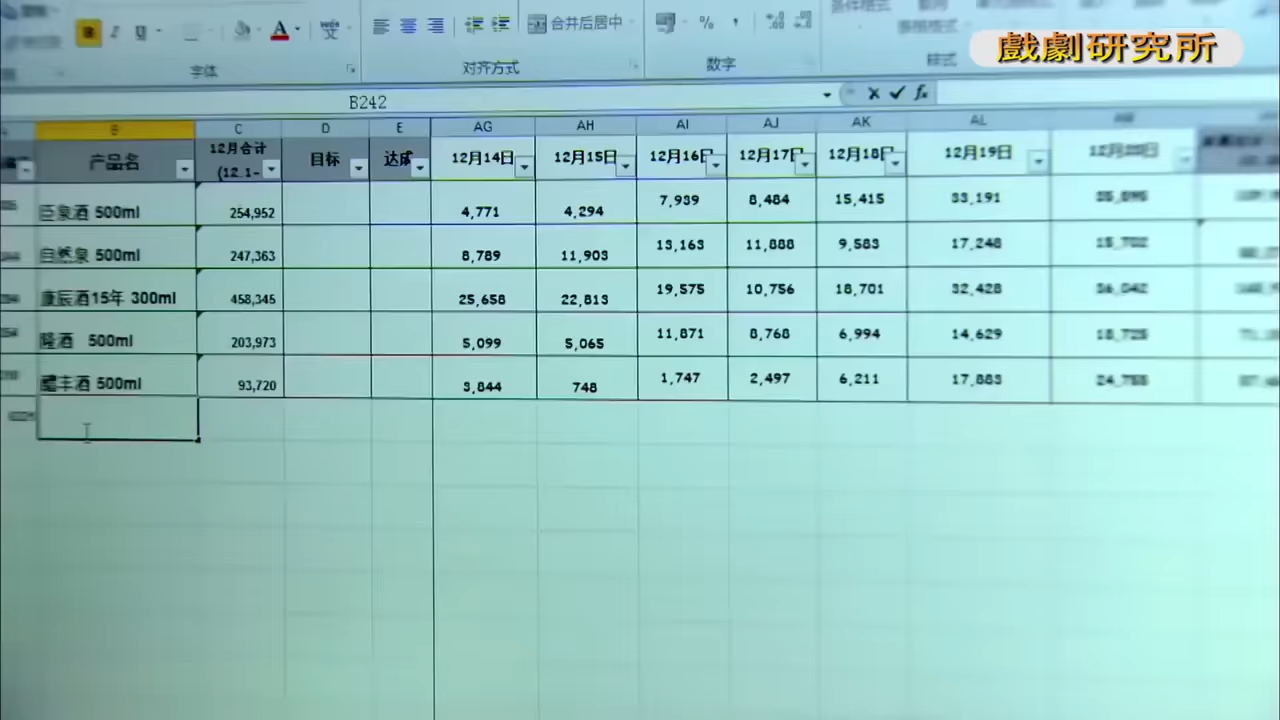 戲劇研究所
合并后居中
字体 对齐方式 数字 样式
B242
B C D E AG AH AI AJ AK AL
产品名 12月合计 (12.1- 目标 达成 12月14日 12月15日 12月16日 12月17日 12月18日 12月19日
臣泉酒 500ml 254,952 4,771 4,294 7,939 8,484 15,415 33,191
自然泉 500ml 247,363 8,789 11,903 13,163 11,888 9,583 17,248
康辰酒15年 300ml 458,345 25,658 22,813 19,575 10,756 18,701 32,428
隆酒 500ml 203,973 5,099 5,065 11,871 8,768 6,994 14,629
醴丰酒 500ml 93,720 3,844 748 1,747 2,497 6,211 17,883